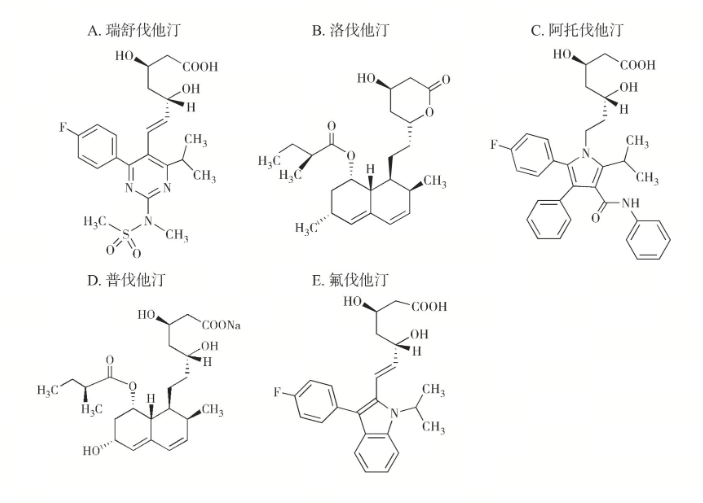 A. 瑞舒伐他汀
B. 洛伐他汀
C. 阿托伐他汀
HO
COOH
OH
H
F
CH₃
CH₃
N
N
N
H₃C
S
O
O
CH₃
HO
O
O
O
O
H₃C
H₃C
H
CH₃
H₃C
HO
COOH
OH
H
F
N
CH₃
CH₃
O
NH
D. 普伐他汀
E. 氟伐他汀
HO
COONa
OH
H
O
O
H₃C
H₃C
H
CH₃
HO
HO
COOH
OH
H
F
N
CH₃
CH₃